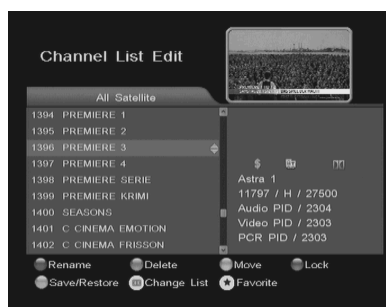 Channel List Edit
All Satellite
1394 PREMIERE 1
1395 PREMIERE 2
1396 PREMIERE 3
1397 PREMIERE 4
1398 PREMIERE SERIE
1399 PREMIERE KRIMI
1400 SEASONS
1401 C CINEMA EMOTION
1402 C CINEMA FRISSON
$
Astra 1
11797 / H / 27500
Audio PID / 2304
Video PID / 2303
PCR PID / 2303
Rename
Delete
Move
Lock
Save/Restore
Change List
Favorite